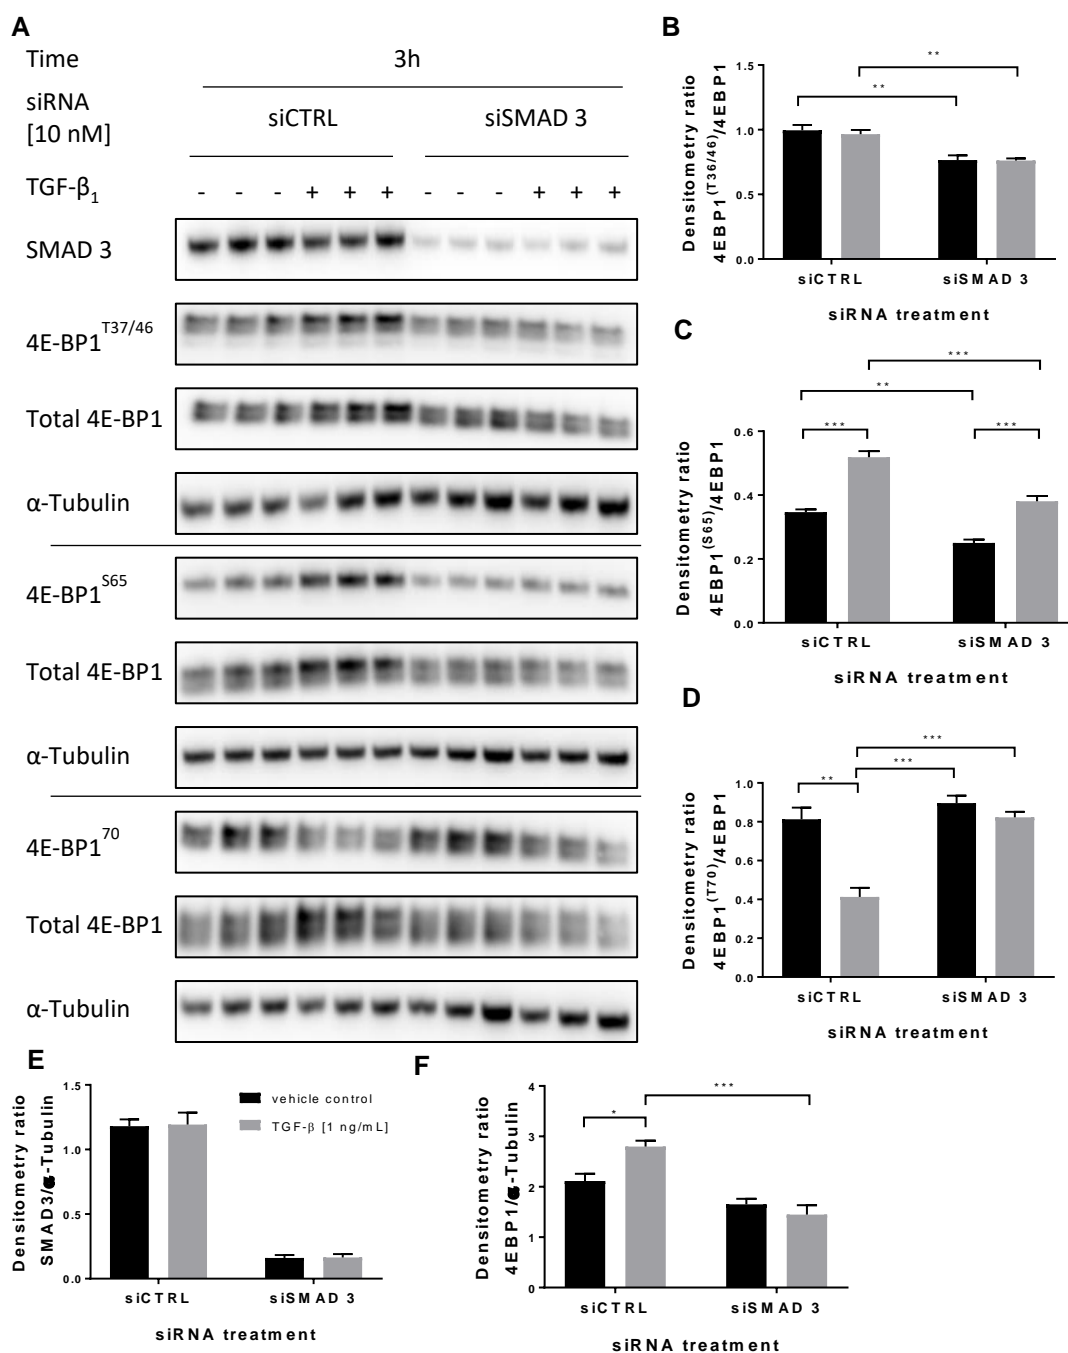 A
Time 3h
siRNA
[10 nM]
siCTRL siSMAD 3
TGF-β1 - - - + + + - - - + + +
SMAD 3
4E-BP1 T37/46
Total 4E-BP1
α-Tubulin
4E-BP1 S65
Total 4E-BP1
α-Tubulin
4E-BP1 70
Total 4E-BP1
α-Tubulin
B
Densitometry ratio
4EBP1(T36/46)/4EBP1
1.5
1.0
0.5
0.0
**
**
siCTRL siSMAD 3
siRNA treatment
C
Densitometry ratio
4EBP1(S65)/4EBP1
0.6
0.4
0.2
0.0
***
**
*** ***
siCTRL siSMAD 3
siRNA treatment
D
Densitometry ratio
4EBP1(T70)/4EBP1
1.0
0.8
0.6
0.4
0.2
0.0
***
***
**
siCTRL siSMAD 3
siRNA treatment
E
Densitometry ratio
SMAD3/α-Tubulin
1.5
1.0
0.5
0.0
vehicle control
TGF-β [1 ng/mL]
siCTRL siSMAD 3
siRNA treatment
F
Densitometry ratio
4EBP1/α-Tubulin
4
3
2
1
0
***
*
siCTRL siSMAD 3
siRNA treatment